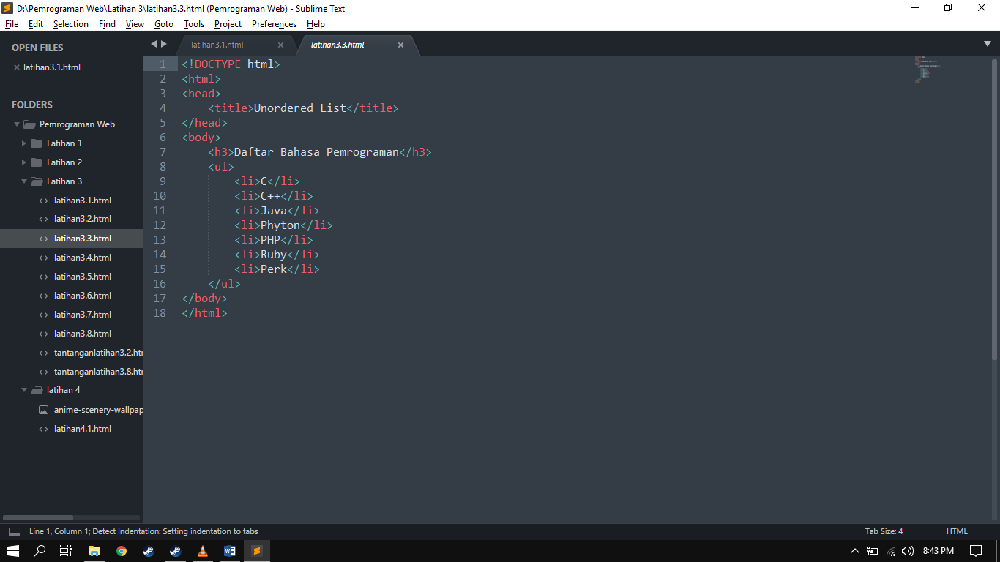 D:\Pemrograman Web\Latihan 3\latihan3.3.html (Pemrograman Web) - Sublime Text
File Edit Selection Find View Goto Tools Project Preferences Help
OPEN FILES
latihan3.1.html
FOLDERS
Pemrograman Web
Latihan 1
Latihan 2
Latihan 3
latihan3.1.html
latihan3.2.html
latihan3.3.html
latihan3.4.html
latihan3.5.html
latihan3.6.html
latihan3.7.html
latihan3.8.html
tantanganlatihan3.2.htm
tantanganlatihan3.8.htm
latihan 4
anime-scenery-wallpap
latihan4.1.html
latihan3.1.html latihan3.3.html
1 <!DOCTYPE html>
2 <html>
3 <head>
4 <title>Unordered List</title>
5 </head>
6 <body>
7 <h3>Daftar Bahasa Pemrograman</h3>
8 <ul>
9 <li>C</li>
10 <li>C++</li>
11 <li>Java</li>
12 <li>Phyton</li>
13 <li>PHP</li>
14 <li>Ruby</li>
15 <li>Perk</li>
16 </ul>
17 </body>
18 </html>
Line 1, Column 1; Detect Indentation: Setting indentation to tabs Tab Size: 4 HTML
8:43 PM